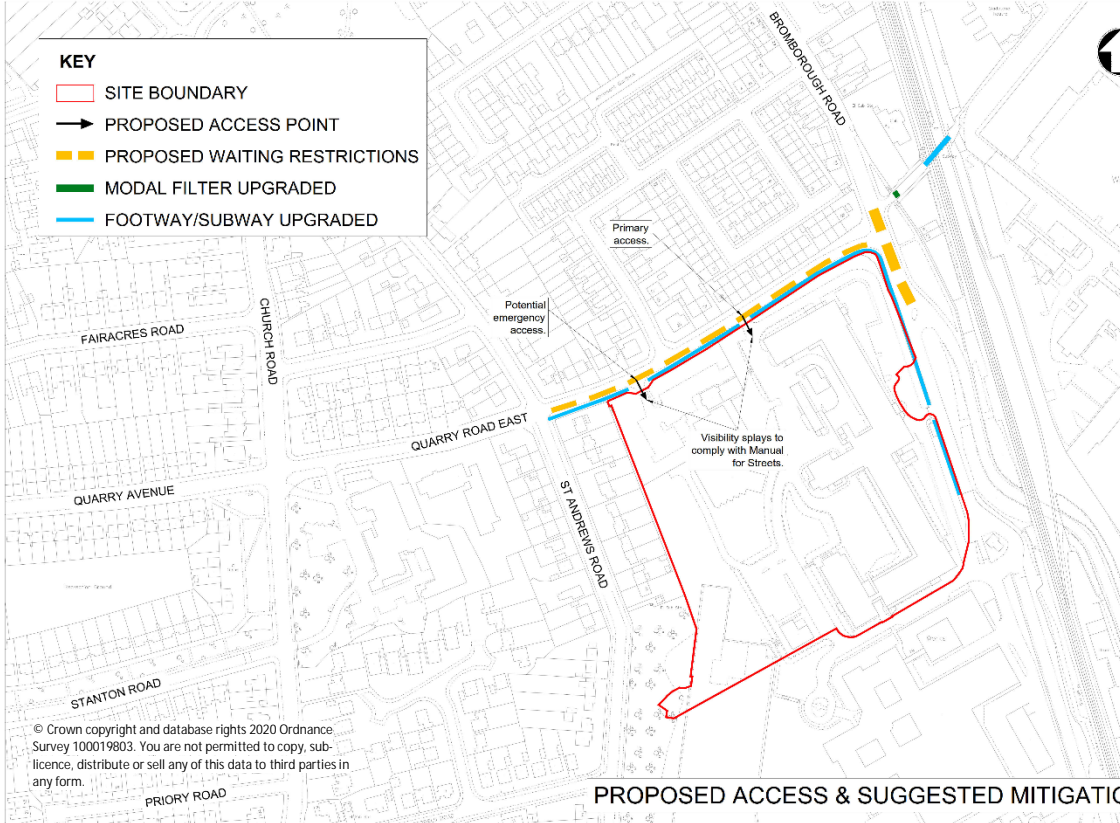 BROMBOROUGH ROAD
KEY
SITE BOUNDARY
PROPOSED ACCESS POINT
PROPOSED WAITING RESTRICTIONS
MODAL FILTER UPGRADED
FOOTWAY/SUBWAY UPGRADED
Primary
access.
Potential
emergency
access.
CHURCH ROAD
FAIRACRES ROAD
QUARRY ROAD EAST
Visibility splays to
comply with Manual
for Streets.
QUARRY AVENUE
ST ANDREWS ROAD
STANTON ROAD
© Crown copyright and database rights 2020 Ordnance
Survey 100019803. You are not permitted to copy, sub-
licence, distribute or sell any of this data to third parties in
any form.
PRIORY ROAD
PROPOSED ACCESS & SUGGESTED MITIGATIO